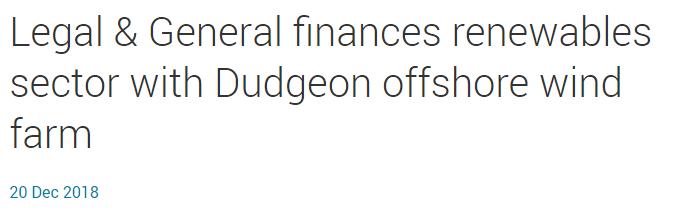 Legal & General finances renewables
sector with Dudgeon offshore wind
farm
20 Dec 2018